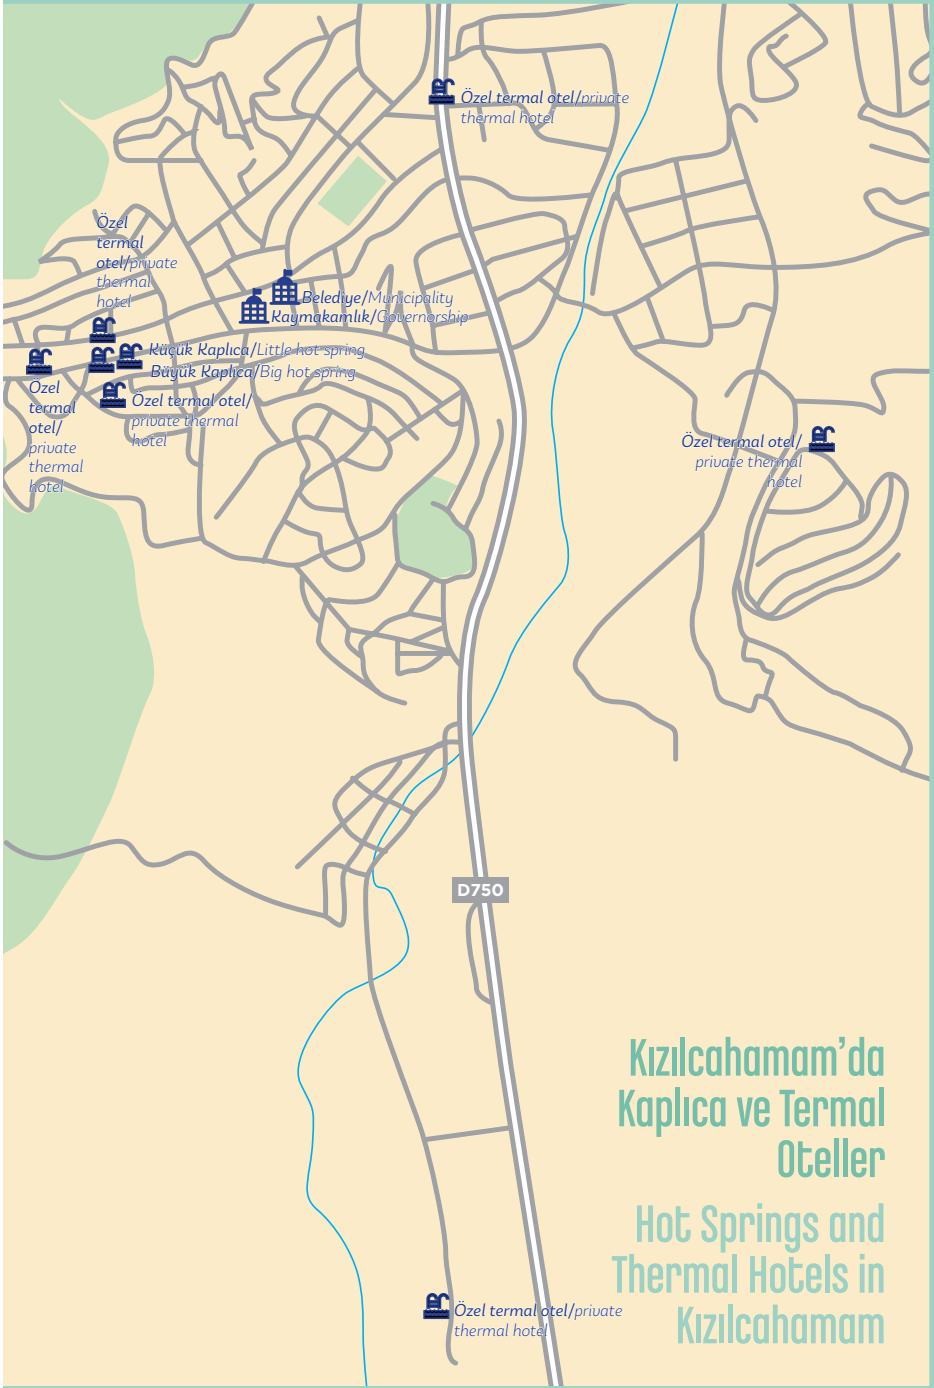 Özel termal otel/private
thermal hotel
Özel
termal
otel/private
thermal
hotel
Belediye/Municipality
Kaymakamlık/Governorship
Küçük Kaplıca/Little hot spring
Büyük Kaplıca/Big hot spring
Özel
termal
otel/
private
thermal
hotel
Özel termal otel/
private thermal
hotel
Özel termal otel/
private thermal
hotel
D750
Kızılcahamam’da
Kaplıca ve Termal
Oteller
Hot Springs and
Thermal Hotels in
Kızılcahamam
Özel termal otel/private
thermal hotel